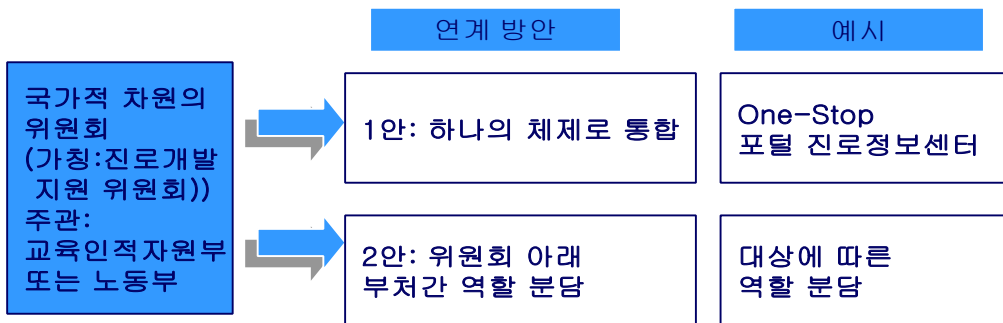 연계 방안
예시
국가적 차원의
위원회
(가칭:진로개발
지원 위원회))
주관:
교육인적자원부
또는 노동부
1안: 하나의 체제로 통합
One-Stop
포털 진로정보센터
2안: 위원회 아래
부처간 역할 분담
대상에 따른
역할 분담